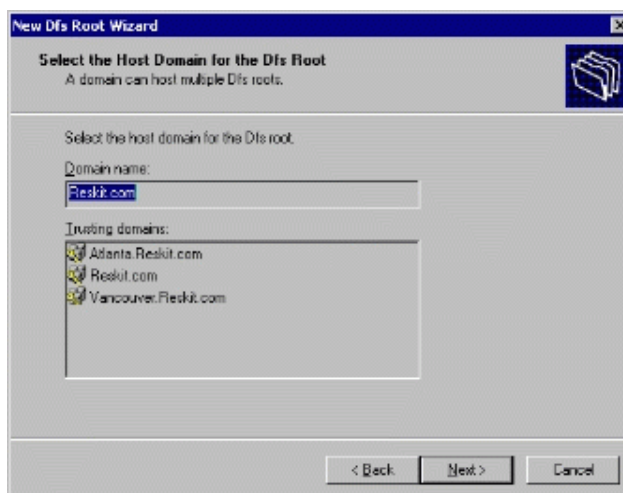 New Dfs Root Wizard
Select the Host Domain for the Dfs Root
A domain can host multiple Dfs roots.
Select the host domain for the Dfs root.
Domain name:
Reskit.com
Trusting domains:
Atlanta.Reskit.com
Reskit.com
Vancouver.Reskit.com
< Back
Next >
Cancel